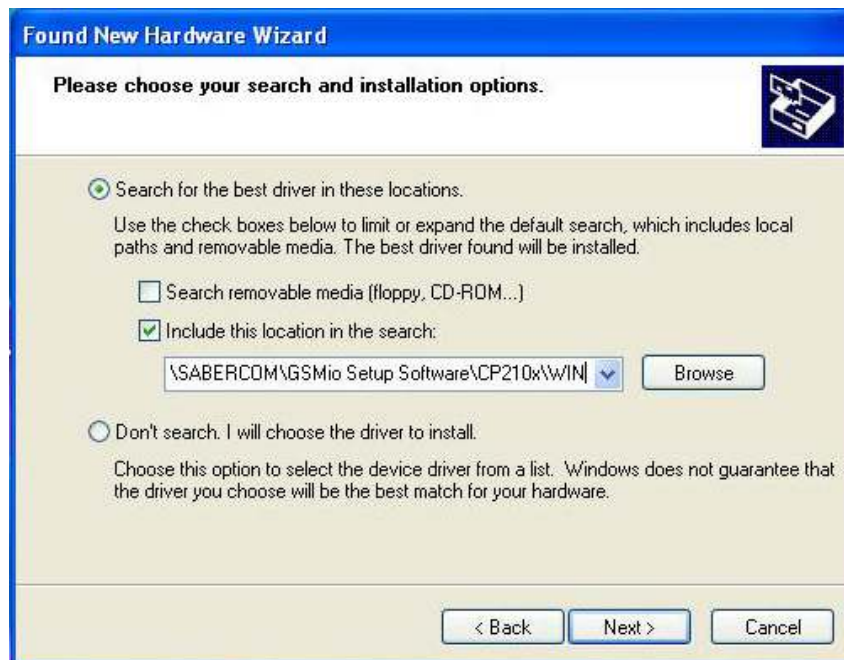 Found New Hardware Wizard
Please choose your search and installation options.
Search for the best driver in these locations.
Use the check boxes below to limit or expand the default search, which includes local
paths and removable media. The best driver found will be installed.
Search removable media (floppy, CD-ROM...)
Include this location in the search:
\SABERCOM\GSMio Setup Software\CP210x\WIN
Browse
Don't search. I will choose the driver to install.
Choose this option to select the device driver from a list. Windows does not guarantee that
the driver you choose will be the best match for your hardware.
< Back
Next >
Cancel